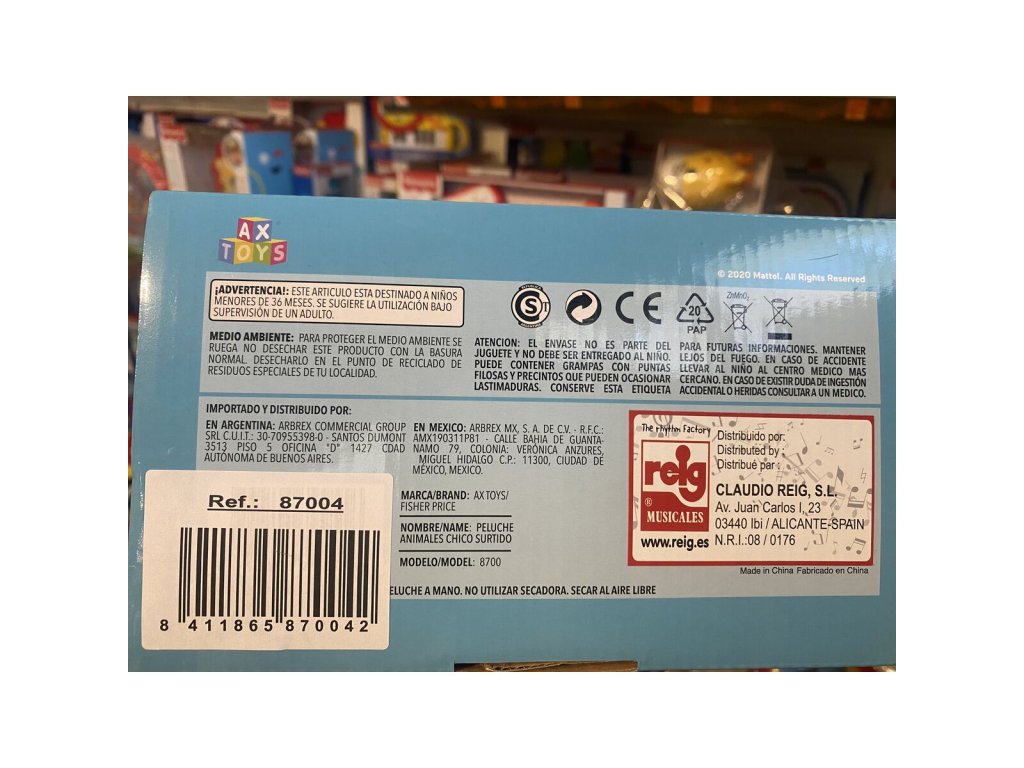 AX
TOYS
© 2020 Mattel. All Rights Reserved
¡ADVERTENCIA!: ESTE ARTICULO ESTA DESTINADO A NIÑOS
MENORES DE 36 MESES. SE SUGIERE LA UTILIZACIÓN BAJO
SUPERVISIÓN DE UN ADULTO.
MEDIO AMBIENTE: PARA PROTEGER EL MEDIO AMBIENTE SE
RUEGA NO DESECHAR ESTE PRODUCTO CON LA BASURA
NORMAL. DESECHARLO EN EL PUNTO DE RECICLADO DE
RESIDUOS ESPECIALES DE TU LOCALIDAD.
S
CE
20
PAP
ZnMnO₂
ATENCION: EL ENVASE NO ES PARTE DEL
JUGUETE Y NO DEBE SER ENTREGADO AL NIÑO.
PUEDE CONTENER GRAMPAS CON PUNTAS
FILOSAS Y PRECINTOS QUE PUEDEN OCASIONAR
LASTIMADURAS. CONSERVE ESTA ETIQUETA
PARA FUTURAS INFORMACIONES. MANTENER
LEJOS DEL FUEGO. EN CASO DE ACCIDENTE
LLEVAR AL NIÑO AL CENTRO MEDICO MAS
CERCANO. EN CASO DE EXISTIR DUDA DE INGESTIÓN
ACCIDENTAL O HERIDAS CONSULTAR A UN MEDICO.
IMPORTADO Y DISTRIBUIDO POR:
EN ARGENTINA: ARBREX COMMERCIAL GROUP
SRL C.U.I.T.: 30-70955398-0 - SANTOS DUMONT
3513 PISO 5 OFICINA "D" 1427 CDAD
AUTÓNOMA DE BUENOS AIRES.
EN MEXICO: ARBREX MX, S. A. DE C.V. - R.F.C.:
AMX190311P81 - CALLE BAHIA DE GUANTA-
NAMO 79, COLONIA: VERÓNICA ANZURES,
MIGUEL HIDALGO C.P.: 11300, CIUDAD DE
MÉXICO, MEXICO.
MARCA/BRAND: AX TOYS/
FISHER PRICE
NOMBRE/NAME: PELUCHE
ANIMALES CHICO SURTIDO
MODELO/MODEL: 8700
ELUCHE A MANO. NO UTILIZAR SECADORA. SECAR AL AIRE LIBRE
The rhythm Factory
reig
®
MUSICALES
www.reig.es
Distribuido por:
Distributed by :
Distribué par :
CLAUDIO REIG, S.L.
Av. Juan Carlos I, 23
03440 Ibi / ALICANTE-SPAIN
N.R.I.:08 / 0176
Made in China Fabricado en China
Ref.: 87004
8 411865 870042